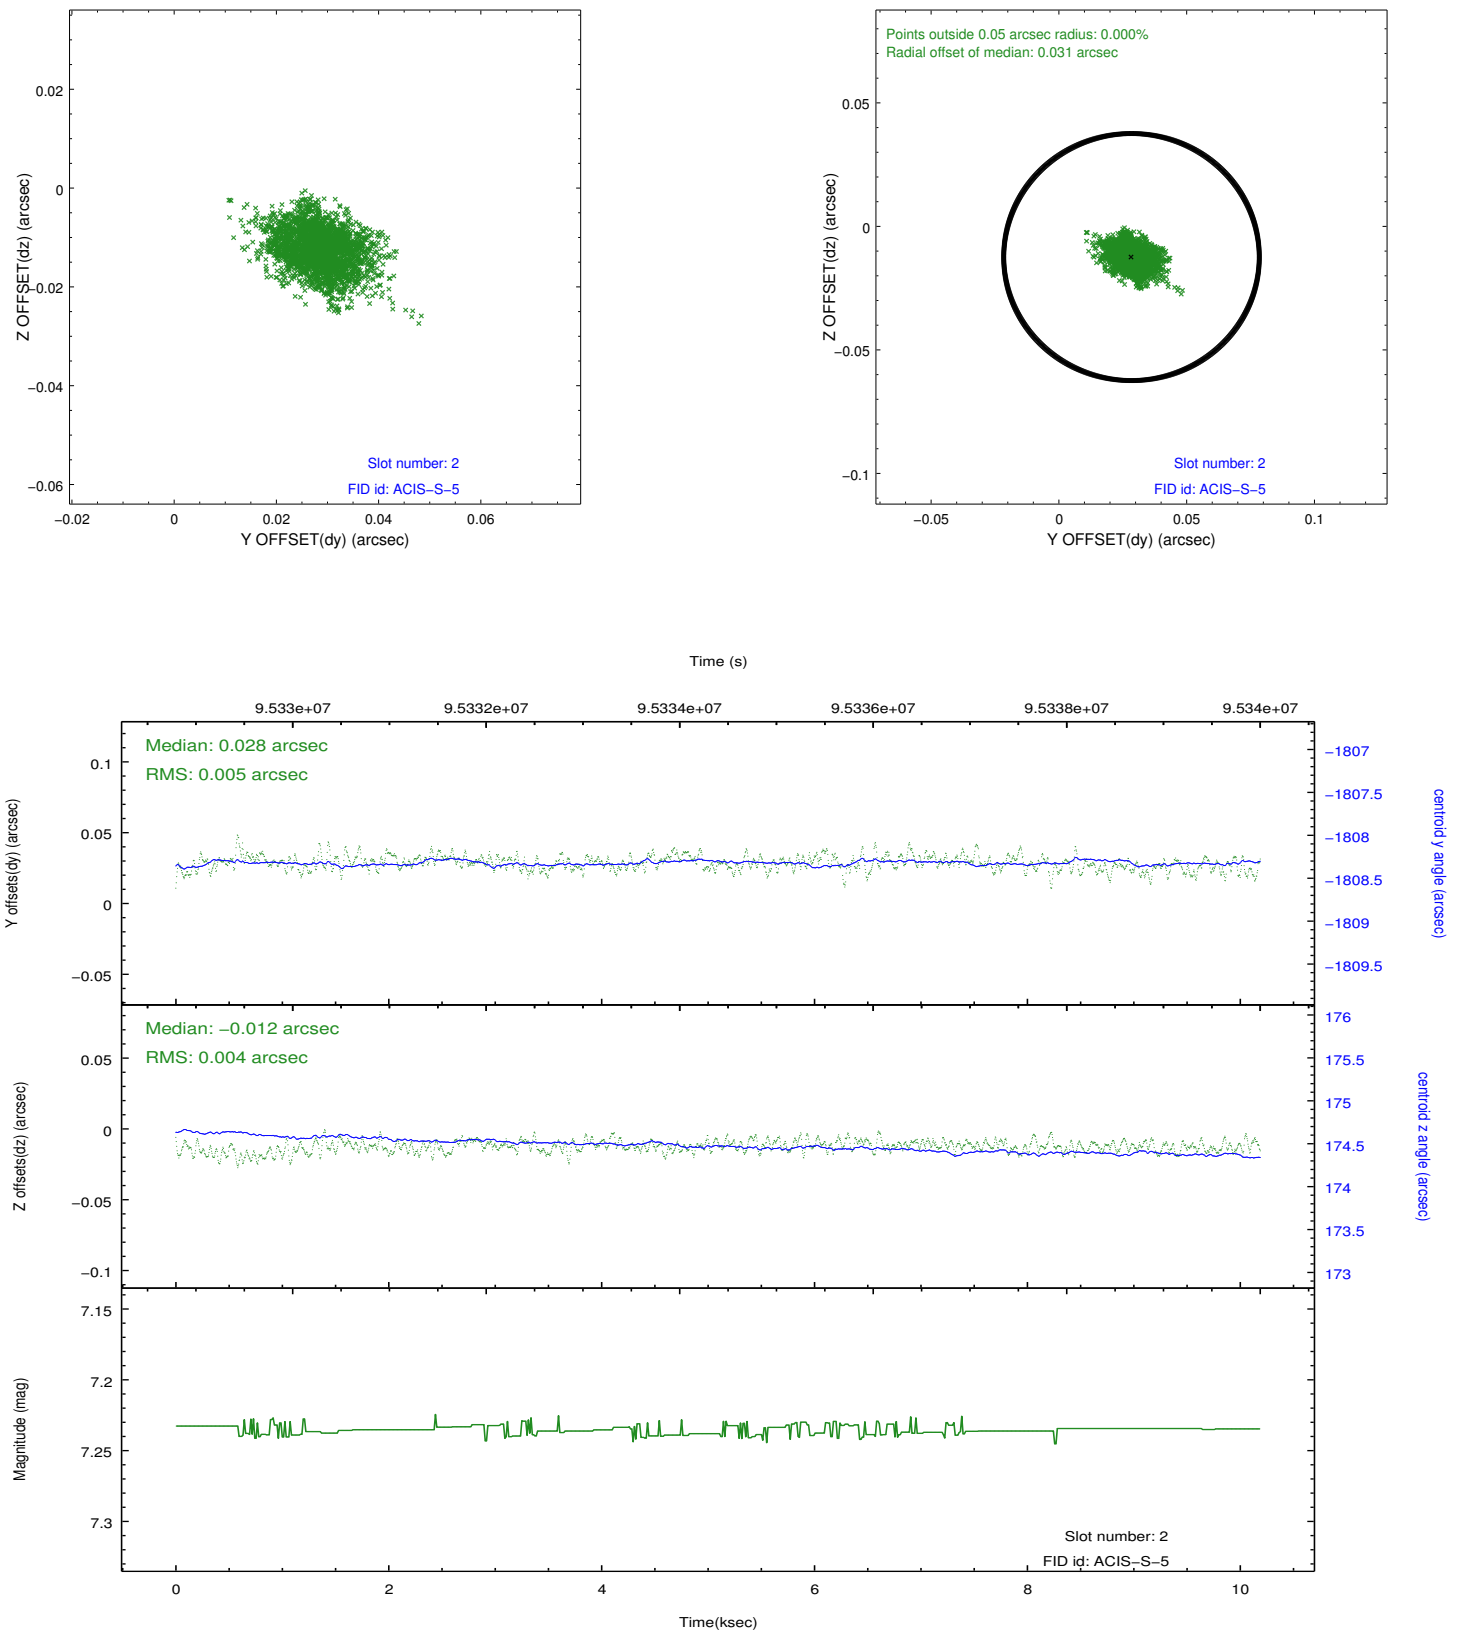 0.02
0
−0.02
−0.04
−0.06
Z OFFSET(dz) (arcsec)
Slot number: 2
FID id: ACIS−S−5
−0.02 0 0.02 0.04 0.06
Y OFFSET(dy) (arcsec)
Points outside 0.05 arcsec radius: 0.000%
Radial offset of median: 0.031 arcsec
0.05
0
−0.05
−0.1
Z OFFSET(dz) (arcsec)
Slot number: 2
FID id: ACIS−S−5
−0.05 0 0.05 0.1
Y OFFSET(dy) (arcsec)
Time (s)
9.533e+07 9.5332e+07 9.5334e+07 9.5336e+07 9.5338e+07 9.534e+07
Median: 0.028 arcsec
RMS: 0.005 arcsec
0.1
0.05
0
−0.05
Y offsets(dy) (arcsec)
−1807
−1807.5
−1808
−1808.5
−1809
−1809.5
centroid y angle (arcsec)
Median: −0.012 arcsec
RMS: 0.004 arcsec
0.05
0
−0.05
−0.1
Z offsets(dz) (arcsec)
176
175.5
175
174.5
174
173.5
173
centroid z angle (arcsec)
7.15
7.2
7.25
7.3
Magnitude (mag)
Slot number: 2
FID id: ACIS−S−5
0 2 4 6 8 10
Time(ksec)